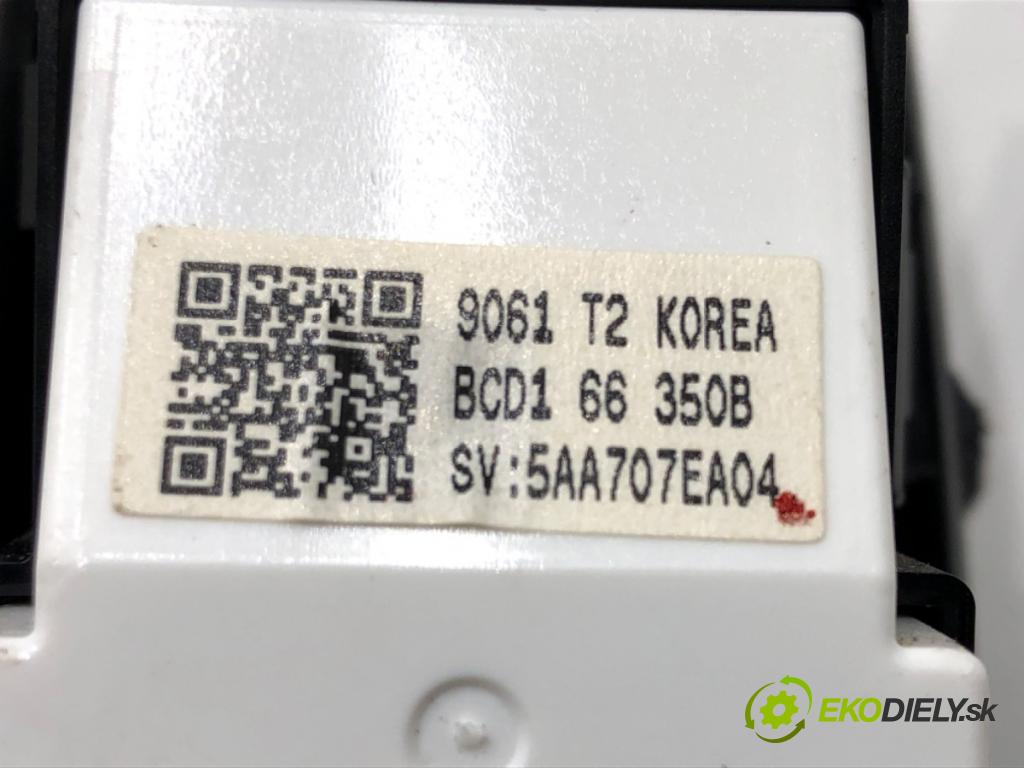 9061 T2 KOREA
BCD1 66 350B
SV:5AA707EA04
EKODIELY.sk